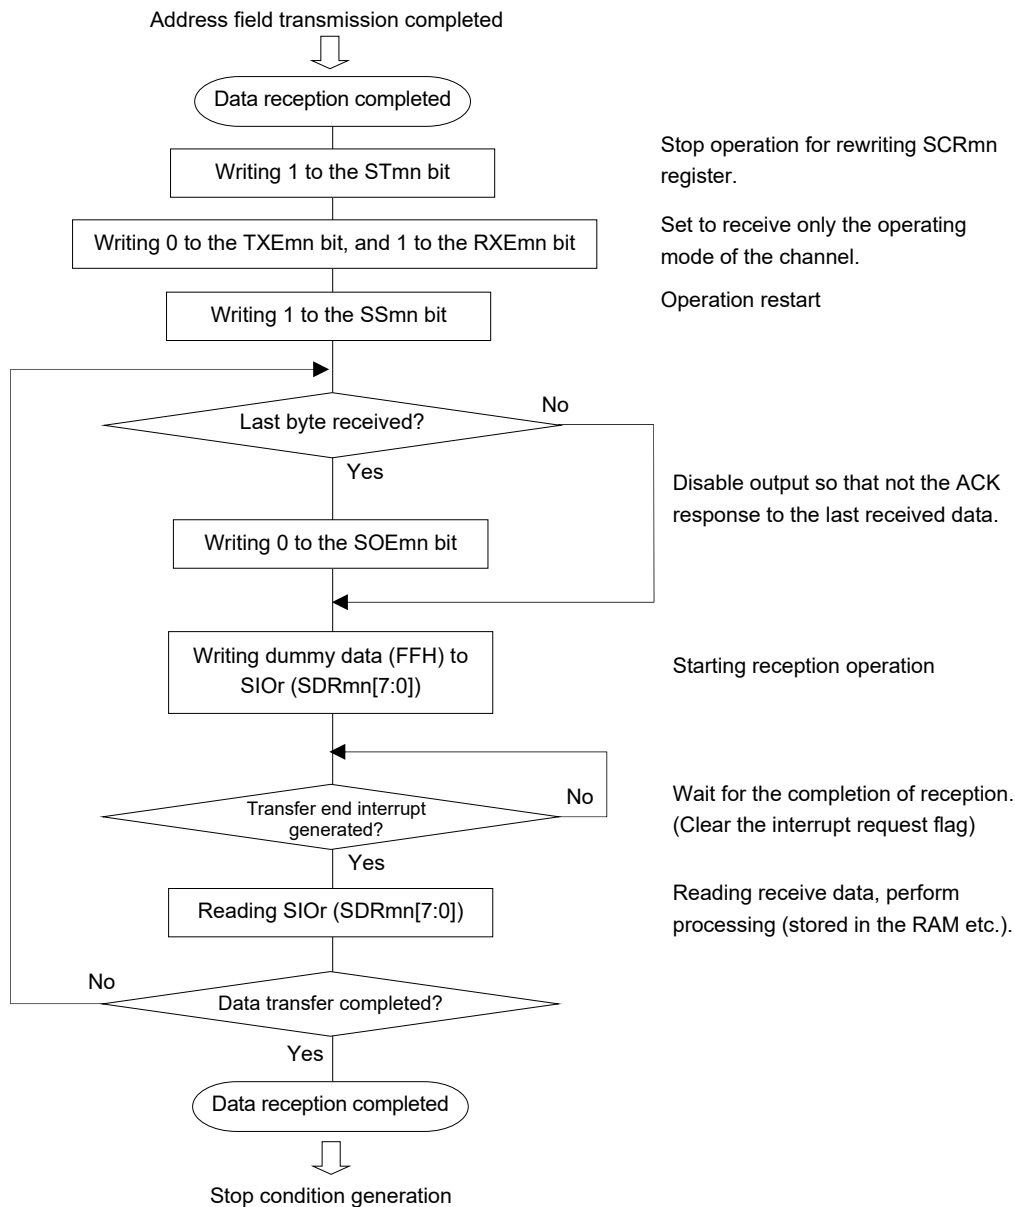 Address field transmission completed
Data reception completed
Writing 1 to the STmn bit
Stop operation for rewriting SCRmn
register.
Writing 0 to the TXEmn bit, and 1 to the RXEmn bit
Set to receive only the operating
mode of the channel.
Writing 1 to the SSmn bit
Operation restart
Last byte received?
No
Yes
Disable output so that not the ACK
response to the last received data.
Writing 0 to the SOEmn bit
Writing dummy data (FFH) to
SIOr (SDRmn[7:0])
Starting reception operation
Transfer end interrupt
generated?
No
Wait for the completion of reception.
(Clear the interrupt request flag)
Yes
Reading SIOr (SDRmn[7:0])
Reading receive data, perform
processing (stored in the RAM etc.).
No
Data transfer completed?
Yes
Data reception completed
Stop condition generation